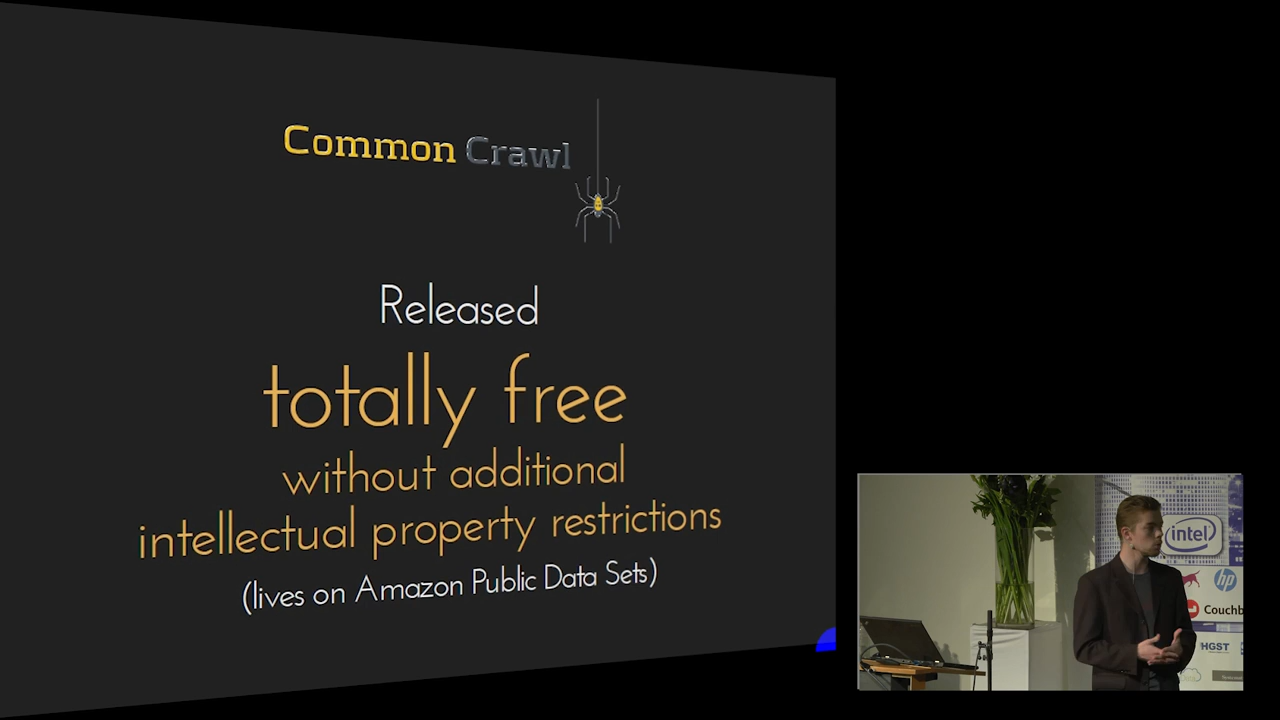 Common Crawl
Released
totally free
without additional
intellectual property restrictions
(lives on Amazon Public Data Sets)
intel
hp
Couchb
HGST